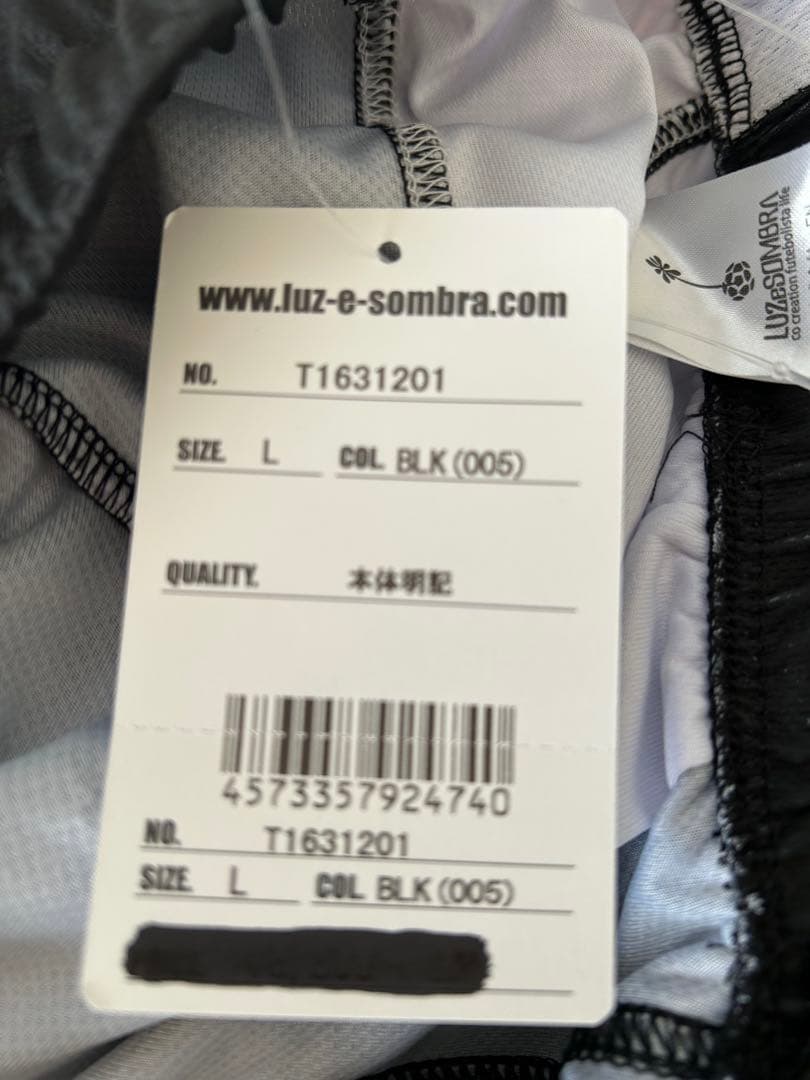 www.luz-e-sombra.com
NO. T1631201
SIZE. L COL. BLK(005)
QUALITY. 本体明記
4573357924740
NO. T1631201
SIZE. L COL. BLK(005)
LUZeSOMBRA
co creation futebolista life